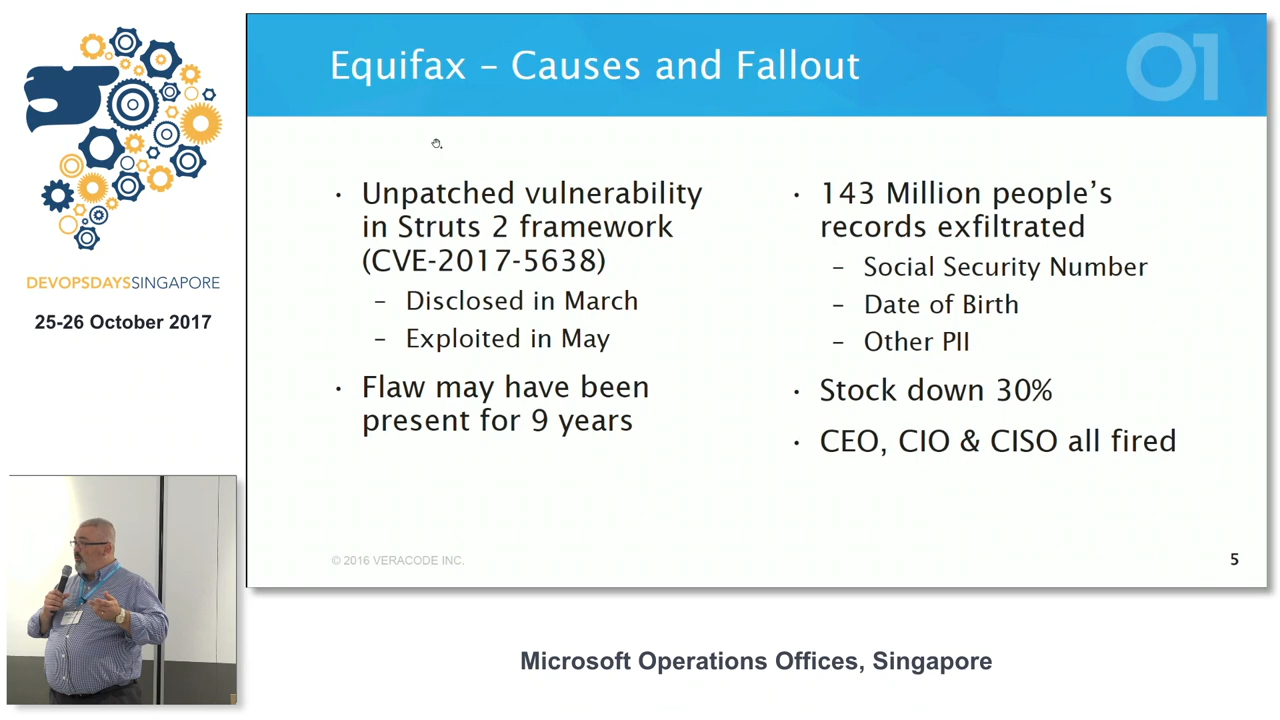 DEVOPSDAYSSINGAPORE
25-26 October 2017
Equifax – Causes and Fallout
01
· Unpatched vulnerability
in Struts 2 framework
(CVE-2017-5638)
– Disclosed in March
– Exploited in May
· Flaw may have been
present for 9 years
· 143 Million people’s
records exfiltrated
– Social Security Number
– Date of Birth
– Other PII
· Stock down 30%
· CEO, CIO & CISO all fired
© 2016 VERACODE INC.
5
Microsoft Operations Offices, Singapore